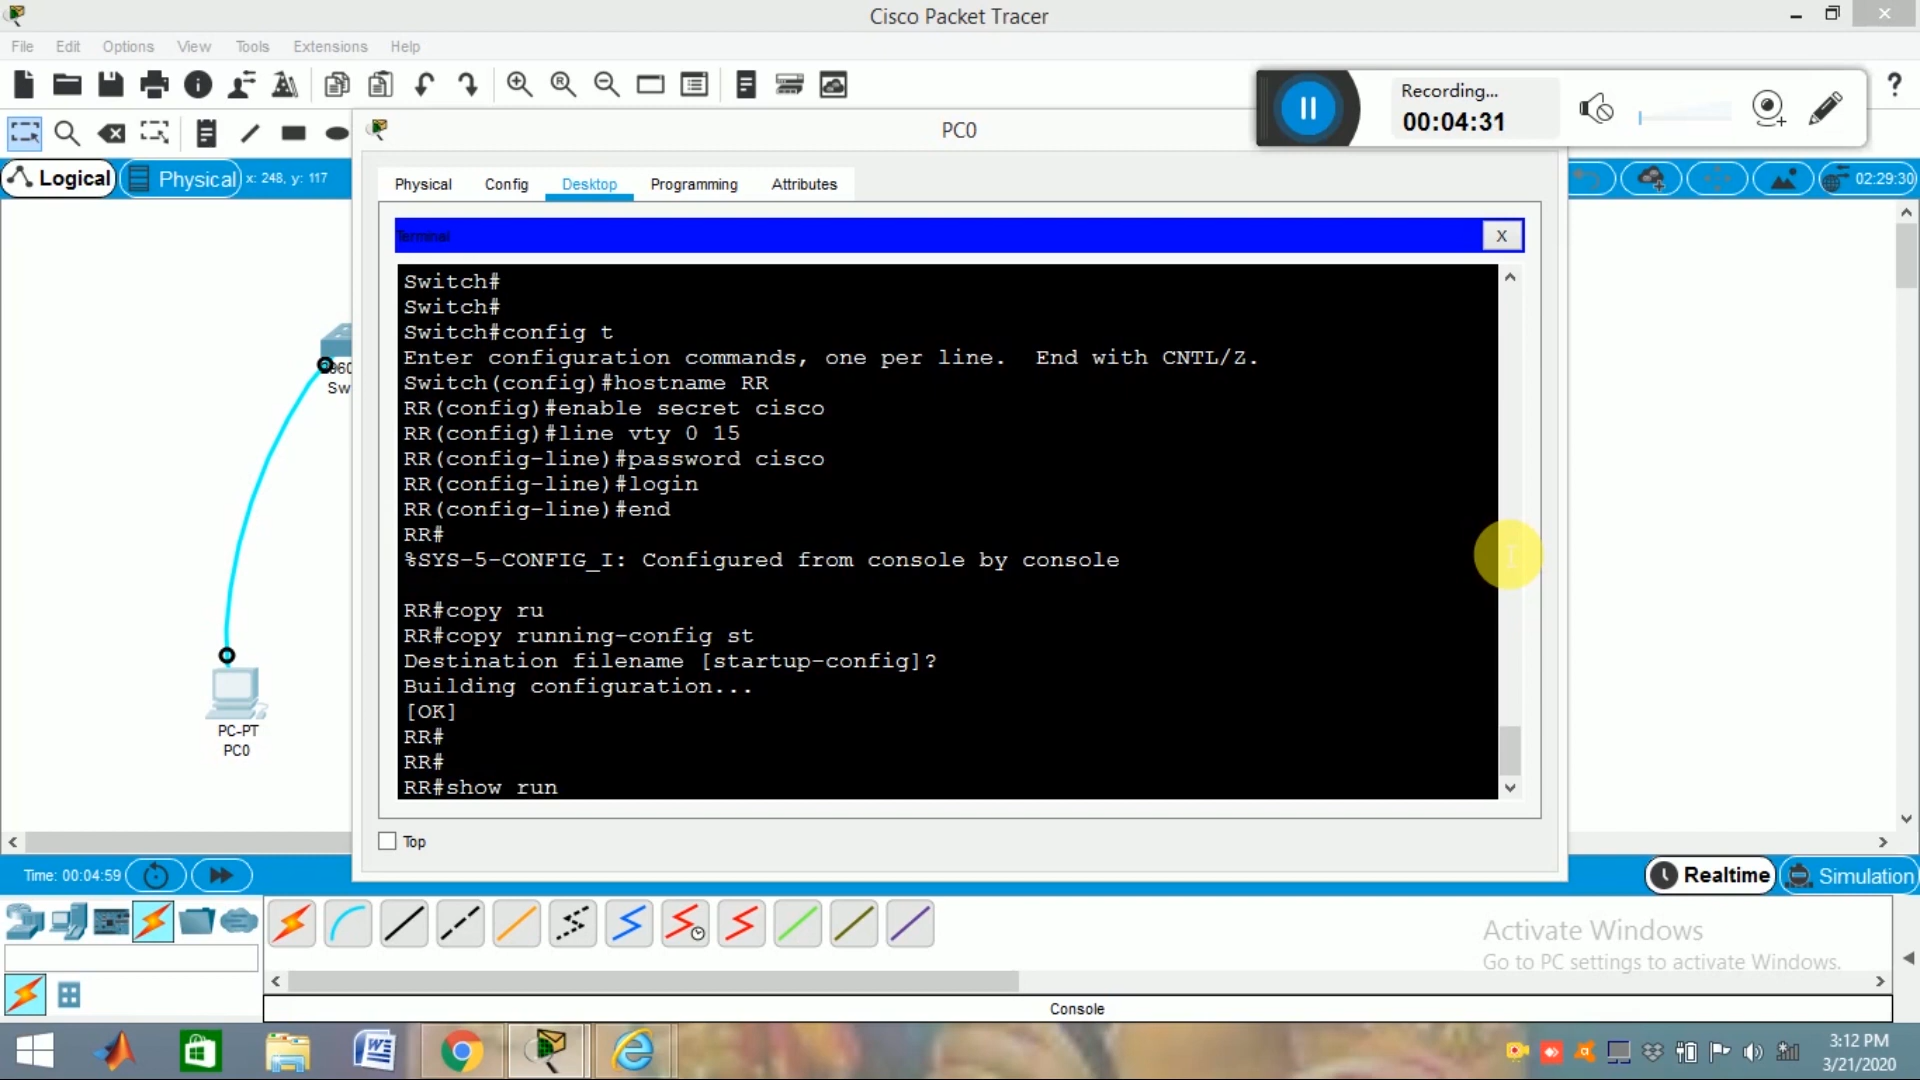 Cisco Packet Tracer
File Edit Options View Tools Extensions Help
Recording...
00:04:31
PC0
Logical Physical x: 248, y: 117
02:29:30
Physical Config Desktop Programming Attributes
Terminal
X
Switch#
Switch#
Switch#config t
Enter configuration commands, one per line.  End with CNTL/Z.
Switch(config)#hostname RR
RR(config)#enable secret cisco
RR(config)#line vty 0 15
RR(config-line)#password cisco
RR(config-line)#login
RR(config-line)#end
RR#
%SYS-5-CONFIG_I: Configured from console by console
RR#copy ru
RR#copy running-config st
Destination filename [startup-config]?
Building configuration...
[OK]
RR#
RR#
RR#show run
Sw
PC-PT
PC0
Top
Time: 00:04:59
Realtime Simulation
Activate Windows
Go to PC settings to activate Windows.
Console
3:12 PM
3/21/2020